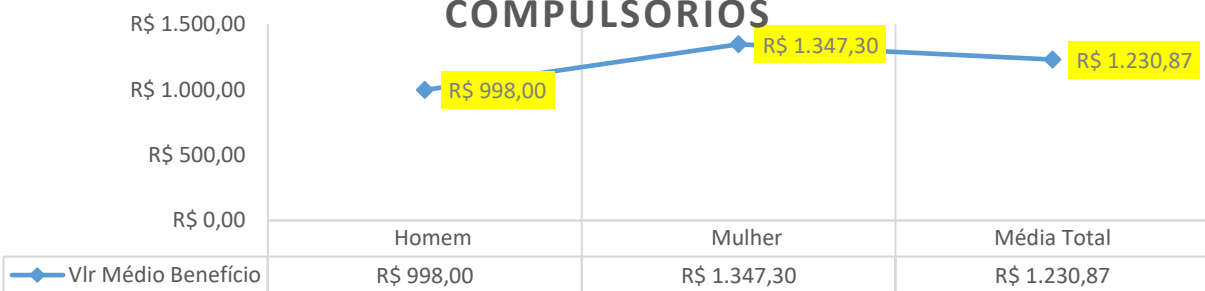 COMPULSÓRIOS
R$ 1.500,00
R$ 1.000,00
R$ 500,00
R$ 0,00
R$ 998,00
R$ 1.347,30
R$ 1.230,87
Homem Mulher Média Total
Vlr Médio Benefício R$ 998,00 R$ 1.347,30 R$ 1.230,87